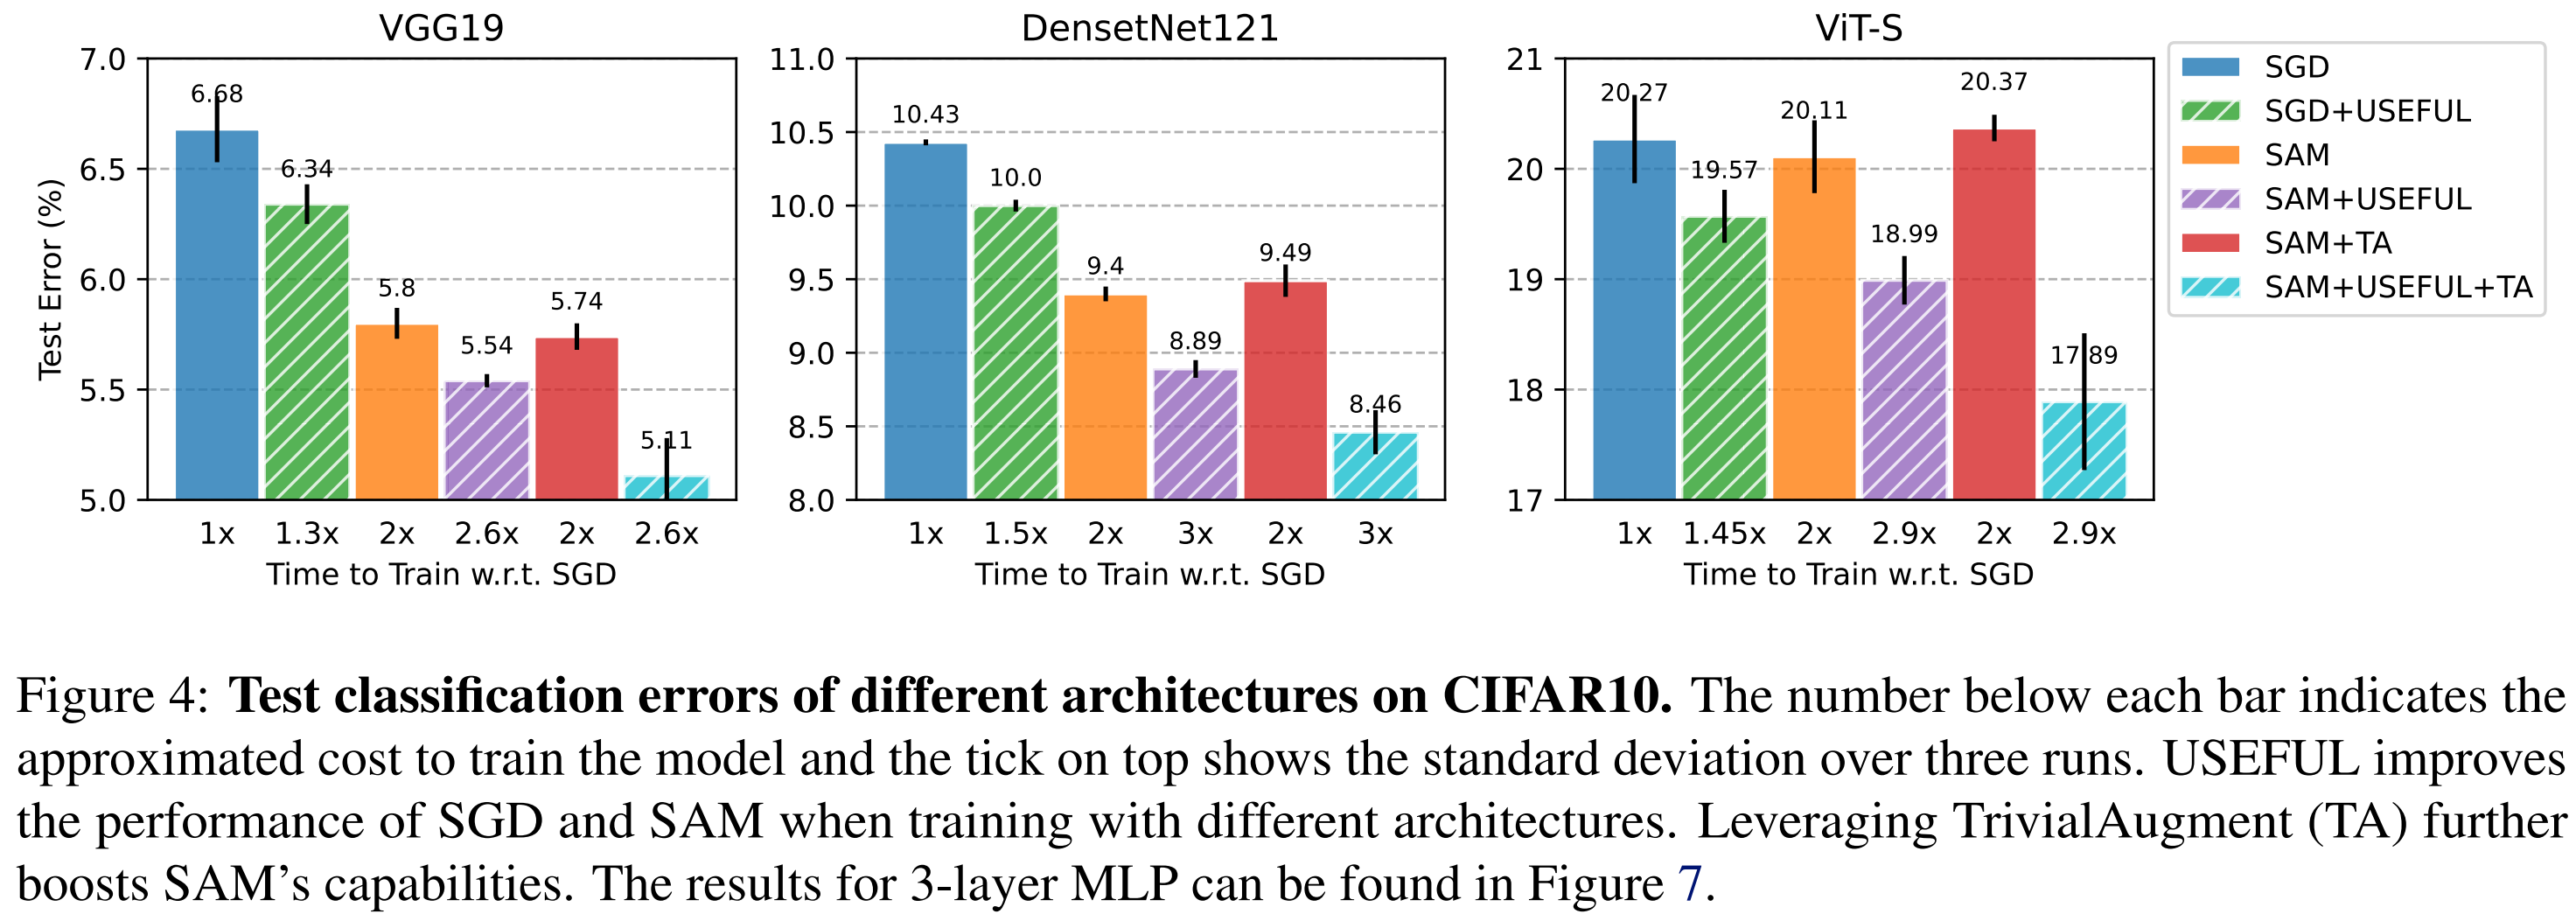 VGG19
7.0
6.5
6.0
5.5
5.0
Test Error (%)
6.68
6.34
5.8
5.54
5.74
5.11
1x 1.3x 2x 2.6x 2x 2.6x
Time to Train w.r.t. SGD
DensetNet121
11.0
10.5
10.0
9.5
9.0
8.5
8.0
10.43
10.0
9.4
8.89
9.49
8.46
1x 1.5x 2x 3x 2x 3x
Time to Train w.r.t. SGD
ViT-S
21
20
19
18
17
20.27
19.57
20.11
18.99
20.37
17.89
1x 1.45x 2x 2.9x 2x 2.9x
Time to Train w.r.t. SGD
SGD
SGD+USEFUL
SAM
SAM+USEFUL
SAM+TA
SAM+USEFUL+TA
Figure 4: Test classification errors of different architectures on CIFAR10. The number below each bar indicates the
approximated cost to train the model and the tick on top shows the standard deviation over three runs. USEFUL improves
the performance of SGD and SAM when training with different architectures. Leveraging TrivialAugment (TA) further
boosts SAM's capabilities. The results for 3-layer MLP can be found in Figure 7.